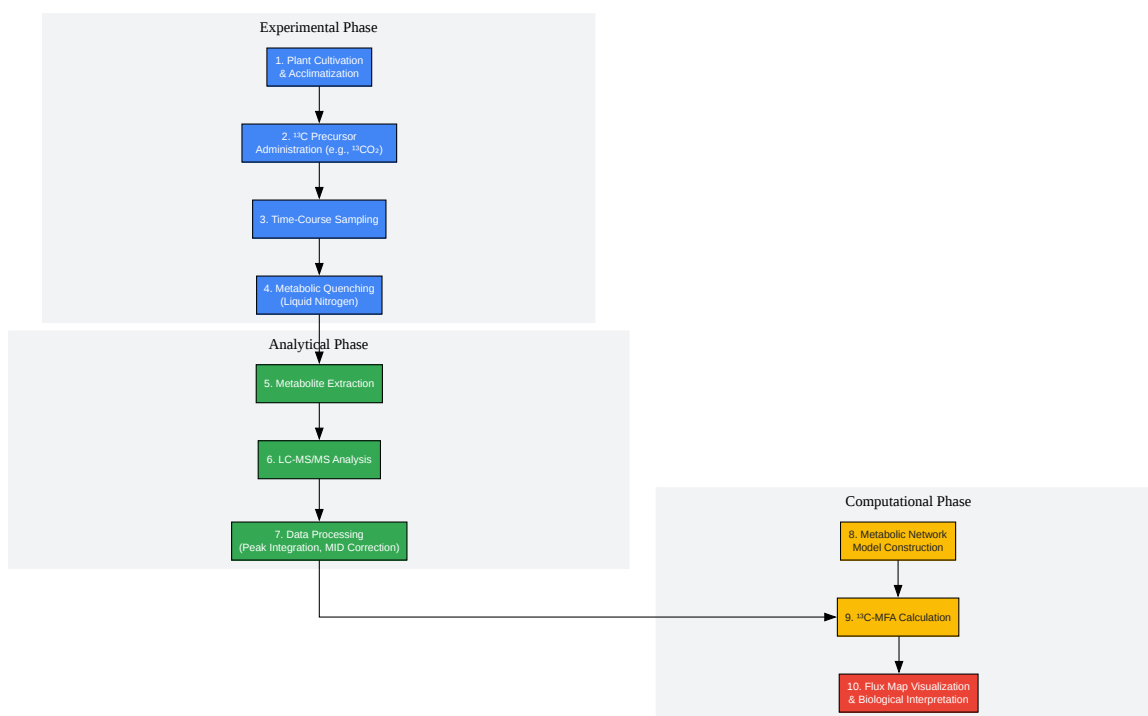 Experimental Phase
1. Plant Cultivation
& Acclimatization
2. ¹³C Precursor
Administration (e.g., ¹³CO₂)
3. Time-Course Sampling
4. Metabolic Quenching
(Liquid Nitrogen)
Analytical Phase
5. Metabolite Extraction
6. LC-MS/MS Analysis
7. Data Processing
(Peak Integration, MID Correction)
Computational Phase
8. Metabolic Network
Model Construction
9. ¹³C-MFA Calculation
10. Flux Map Visualization
& Biological Interpretation